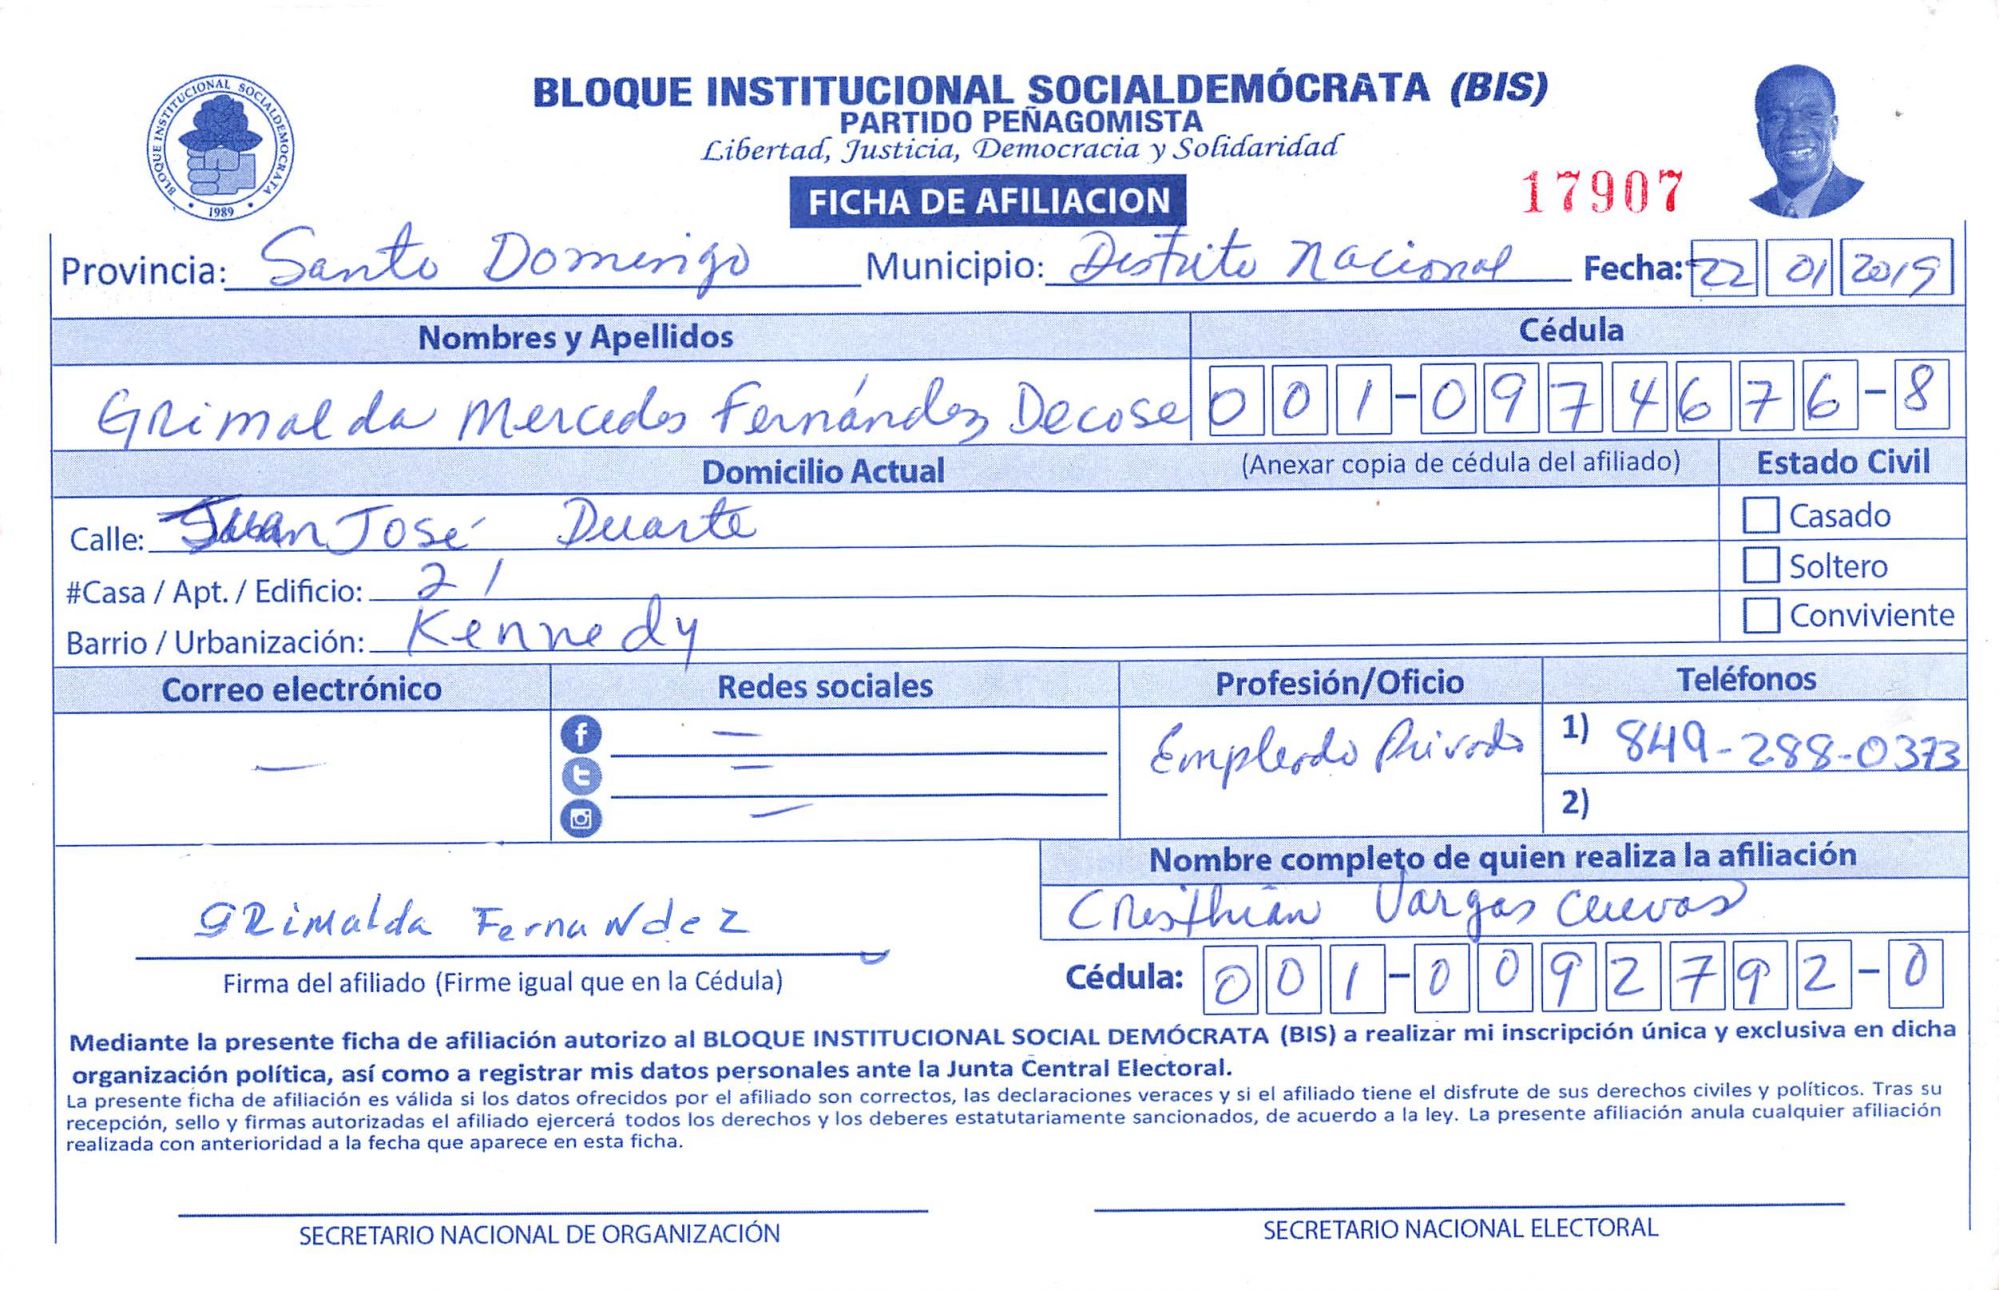 BLOQUE INSTITUCIONAL SOCIALDEMOCRATA
1989
BLOQUE INSTITUCIONAL SOCIALDEMÓCRATA (BIS)
PARTIDO PEÑAGOMISTA
Libertad, Justicia, Democracia y Solidaridad
FICHA DE AFILIACION
17907
Provincia: Santo Domingo Municipio: Distrito Nacional Fecha: 22 01 2019
Nombres y Apellidos Cédula
GRimalda Mercedes Fernández Decose 001-0974676-8
Domicilio Actual (Anexar copia de cédula del afiliado) Estado Civil
Calle: Juan José Duarte Casado
#Casa / Apt. / Edificio: 21 Soltero
Barrio / Urbanización: Kennedy Conviviente
Correo electrónico Redes sociales Profesión/Oficio Teléfonos
— — Empleado Privado 1) 849-288-0373
—
— 2)
Nombre completo de quien realiza la afiliación
CRisthian Vargas Cuevas
GRimalda FernaNdez
Firma del afiliado (Firme igual que en la Cédula) Cédula: 001-0092792-0
Mediante la presente ficha de afiliación autorizo al BLOQUE INSTITUCIONAL SOCIAL DEMÓCRATA (BIS) a realizar mi inscripción única y exclusiva en dicha
organización política, así como a registrar mis datos personales ante la Junta Central Electoral.
La presente ficha de afiliación es válida si los datos ofrecidos por el afiliado son correctos, las declaraciones veraces y si el afiliado tiene el disfrute de sus derechos civiles y políticos. Tras su
recepción, sello y firmas autorizadas el afiliado ejercerá todos los derechos y los deberes estatutariamente sancionados, de acuerdo a la ley. La presente afiliación anula cualquier afiliación
realizada con anterioridad a la fecha que aparece en esta ficha.
SECRETARIO NACIONAL DE ORGANIZACIÓN SECRETARIO NACIONAL ELECTORAL